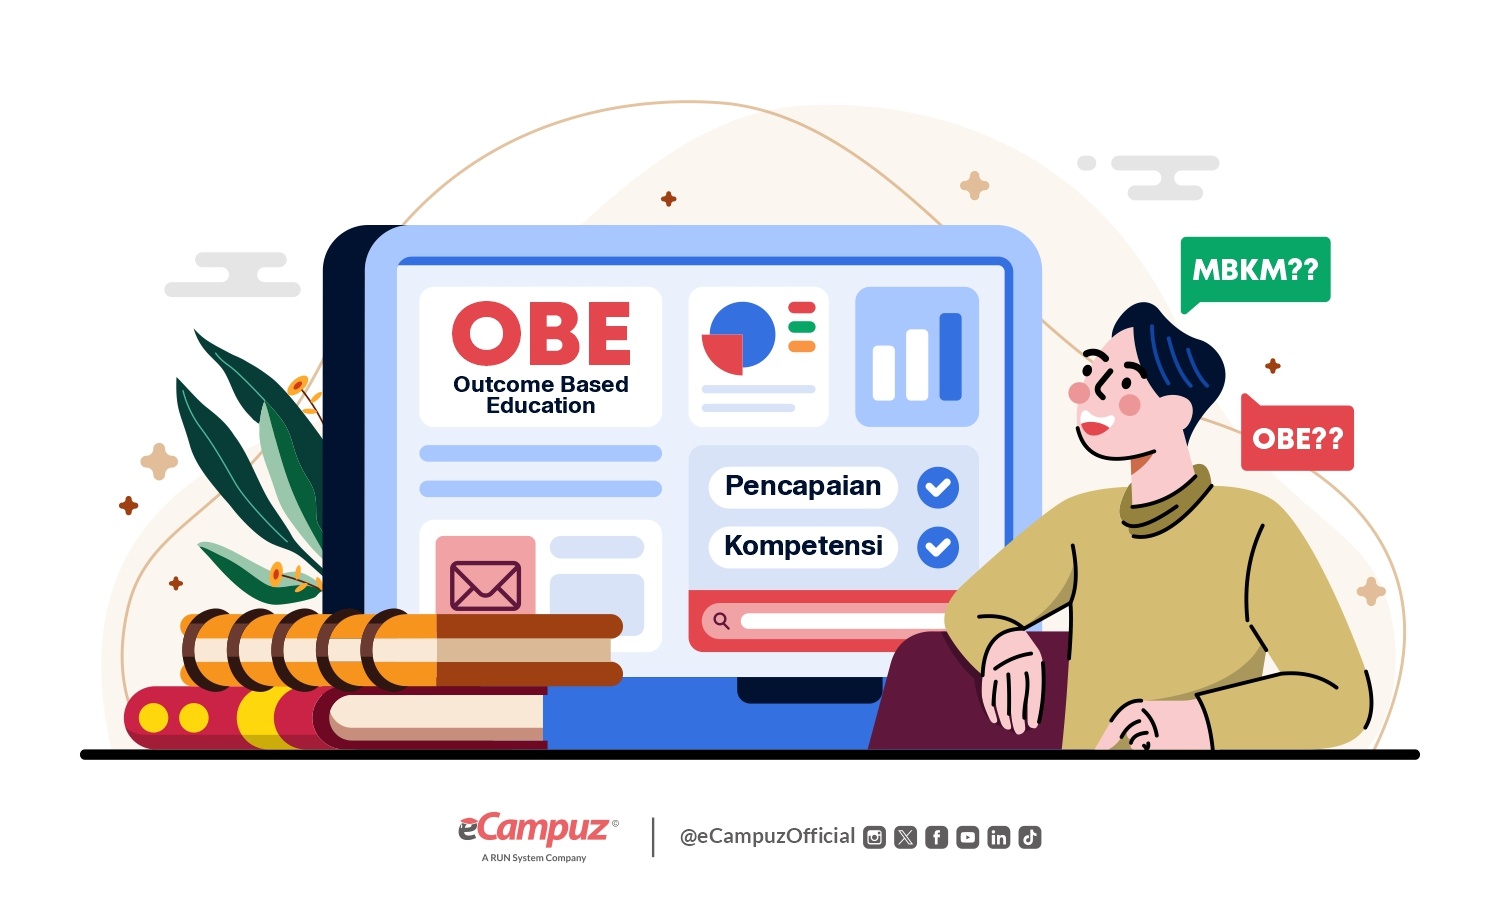 MBKM??
OBE
Outcome Based
Education
OBE??
Pencapaian
Kompetensi
eCampuz©
A RUN System Company
@eCampuzOfficial